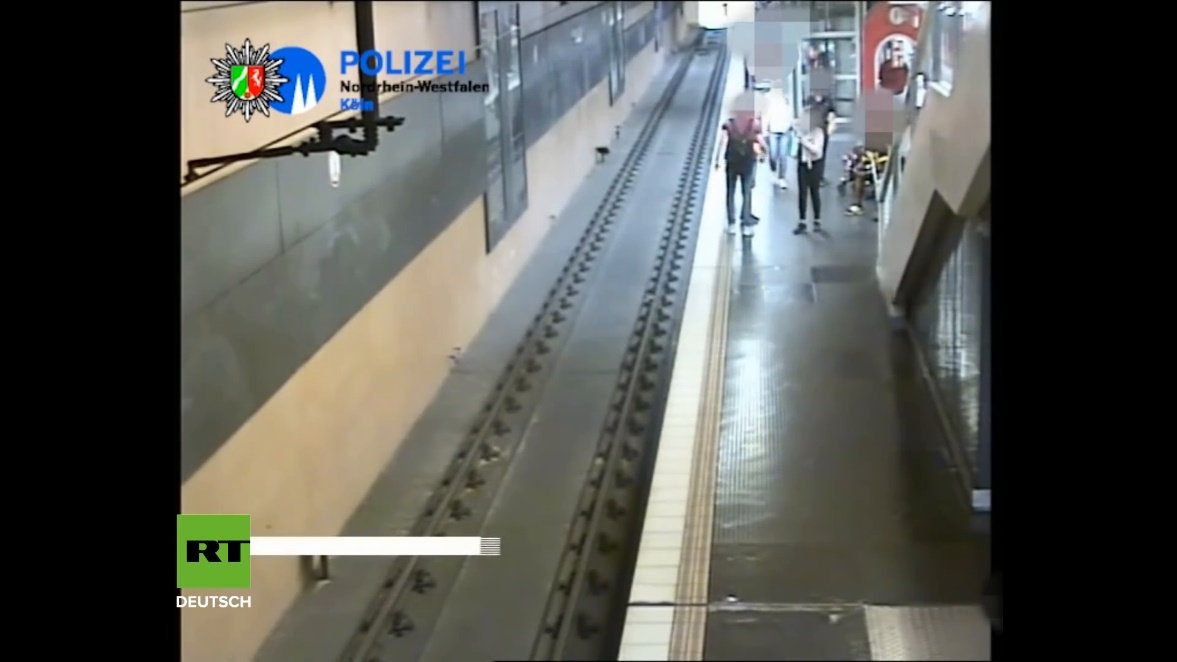 POLIZEI
Nordrhein-Westfalen
Köln
RT
DEUTSCH